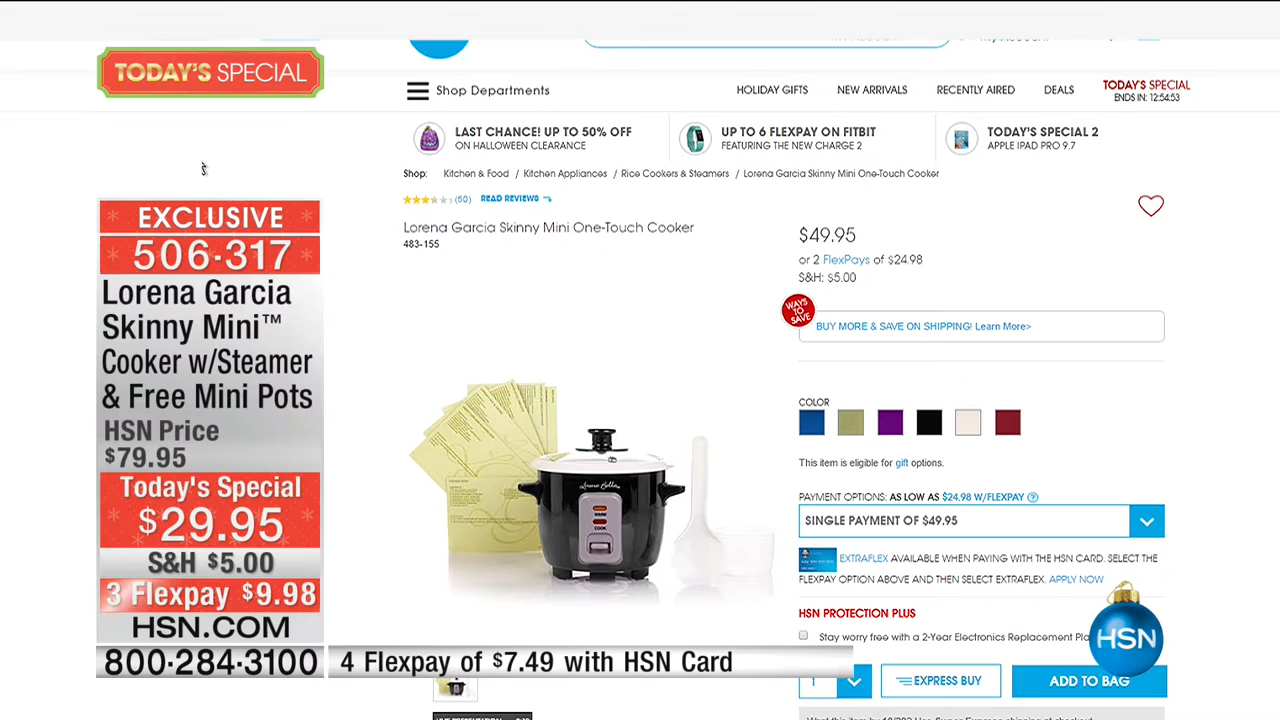 TODAY'S SPECIAL
Shop Departments
HOLIDAY GIFTS
NEW ARRIVALS
RECENTLY AIRED
DEALS
TODAY'S SPECIAL
ENDS IN: 12:54:53
LAST CHANCE! UP TO 50% OFF
ON HALLOWEEN CLEARANCE
UP TO 6 FLEXPAY ON FITBIT
FEATURING THE NEW CHARGE 2
TODAY'S SPECIAL 2
APPLE IPAD PRO 9.7
Shop: Kitchen & Food / Kitchen Appliances / Rice Cookers & Steamers / Lorena Garcia Skinny Mini One-Touch Cooker
(50) READ REVIEWS
Lorena Garcia Skinny Mini One-Touch Cooker
483-155
$49.95
or 2 FlexPays of $24.98
S&H: $5.00
WAYS TO SAVE
BUY MORE & SAVE ON SHIPPING! Learn More>
COLOR
This item is eligible for gift options.
PAYMENT OPTIONS: AS LOW AS $24.98 W/FLEXPAY ?
SINGLE PAYMENT OF $49.95
EXTRAFLEX AVAILABLE WHEN PAYING WITH THE HSN CARD. SELECT THE
FLEXPAY OPTION ABOVE AND THEN SELECT EXTRAFLEX. APPLY NOW
HSN PROTECTION PLUS
Stay worry free with a 2-Year Electronics Replacement Pla
1
EXPRESS BUY
ADD TO BAG
WARM
COOK
EXCLUSIVE
506-317
Lorena Garcia
Skinny Mini™
Cooker w/Steamer
& Free Mini Pots
HSN Price
$79.95
Today's Special
$29.95
S&H $5.00
3 Flexpay $9.98
HSN.COM
800-284-3100
4 Flexpay of $7.49 with HSN Card
HSN